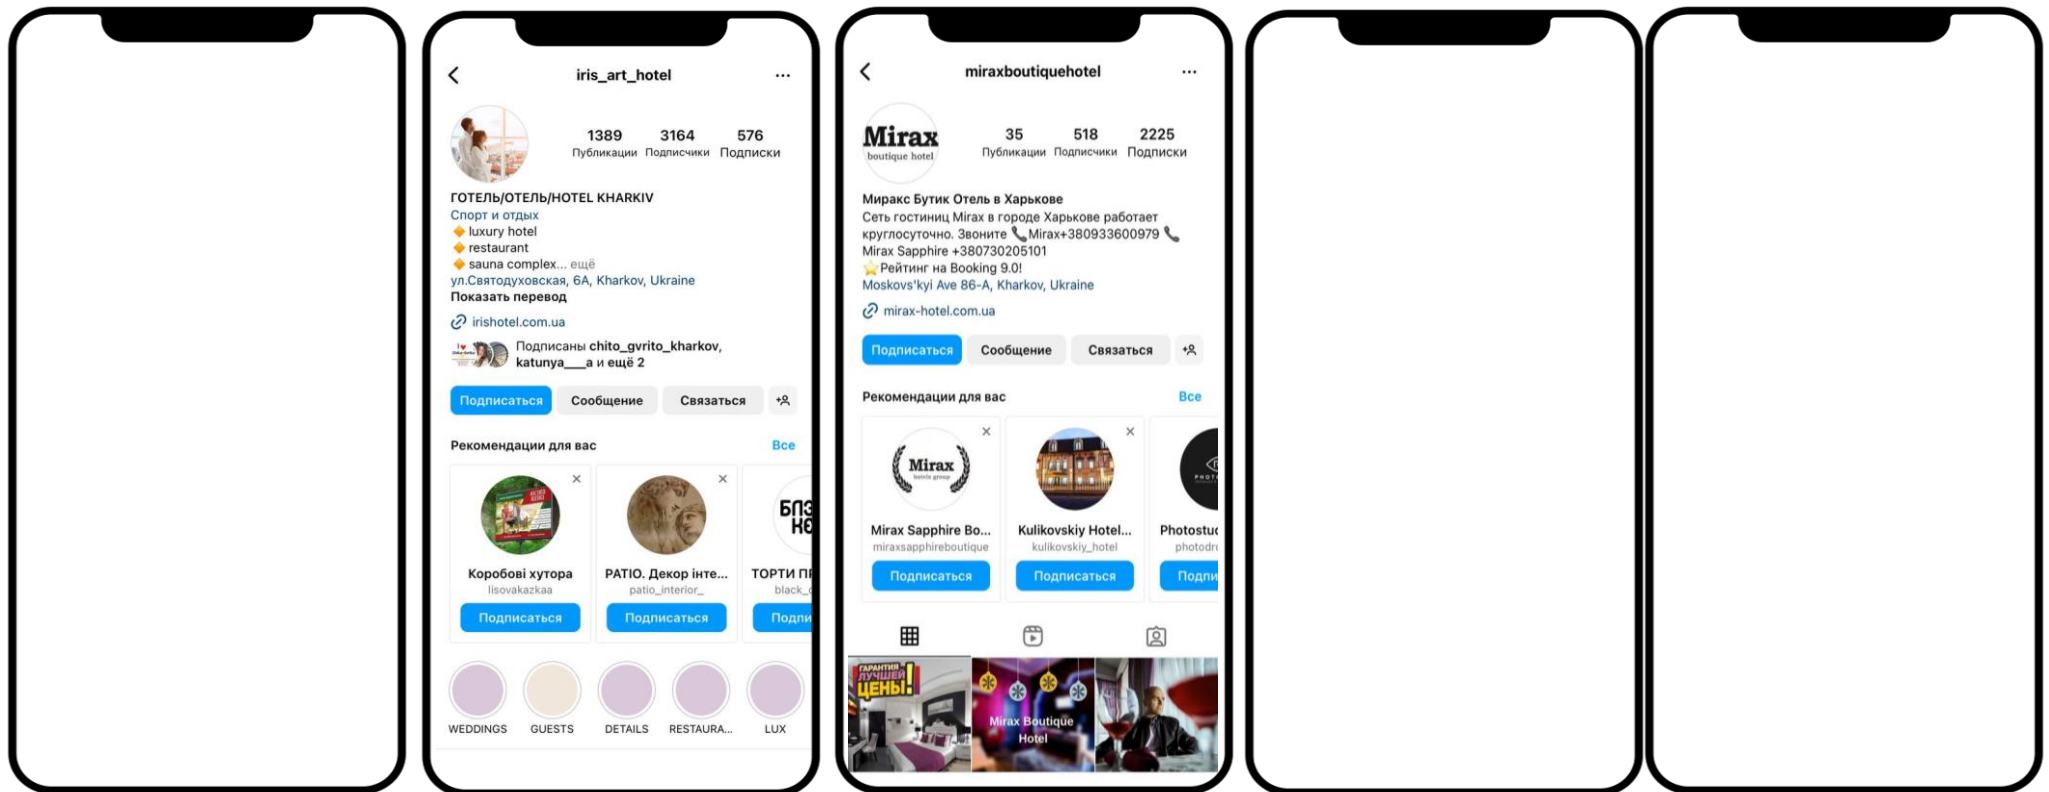 iris_art_hotel
1389 3164 576
Публикации Подписчики Подписки
ГОТЕЛЬ/ОТЕЛЬ/HOTEL KHARKIV
Спорт и отдых
🔸 luxury hotel
🔸 restaurant
🔸 sauna complex... ещё
ул.Святодуховская, 6А, Kharkov, Ukraine
Показать перевод
irishotel.com.ua
Подписаны chito_gvrito_kharkov,
katunya___a и ещё 2
Подписаться Сообщение Связаться
Рекомендации для вас Все
Коробові хутора
lisovakazkaa
Подписаться
PATIO. Декор інте...
patio_interior_
Подписаться
WEDDINGS GUESTS DETAILS RESTAURA... LUX
miraxboutiquehotel
Mirax
boutique hotel
35 518 2225
Публикации Подписчики Подписки
Миракс Бутик Отель в Харькове
Сеть гостиниц Mirax в городе Харькове работает
круглосуточно. Звоните 📞Mirax+380933600979 📞
Mirax Sapphire +380730205101
⭐Рейтинг на Booking 9.0!
Moskovs'kyi Ave 86-A, Kharkov, Ukraine
mirax-hotel.com.ua
Подписаться Сообщение Связаться
Рекомендации для вас Все
Mirax
hotels group
Mirax Sapphire Bo...
miraxsapphireboutique
Подписаться
Kulikovskiy Hotel...
kulikovskiy_hotel
Подписаться
ГАРАНТИЯ
ЛУЧШЕЙ
ЦЕНЫ!
Mirax Boutique
Hotel